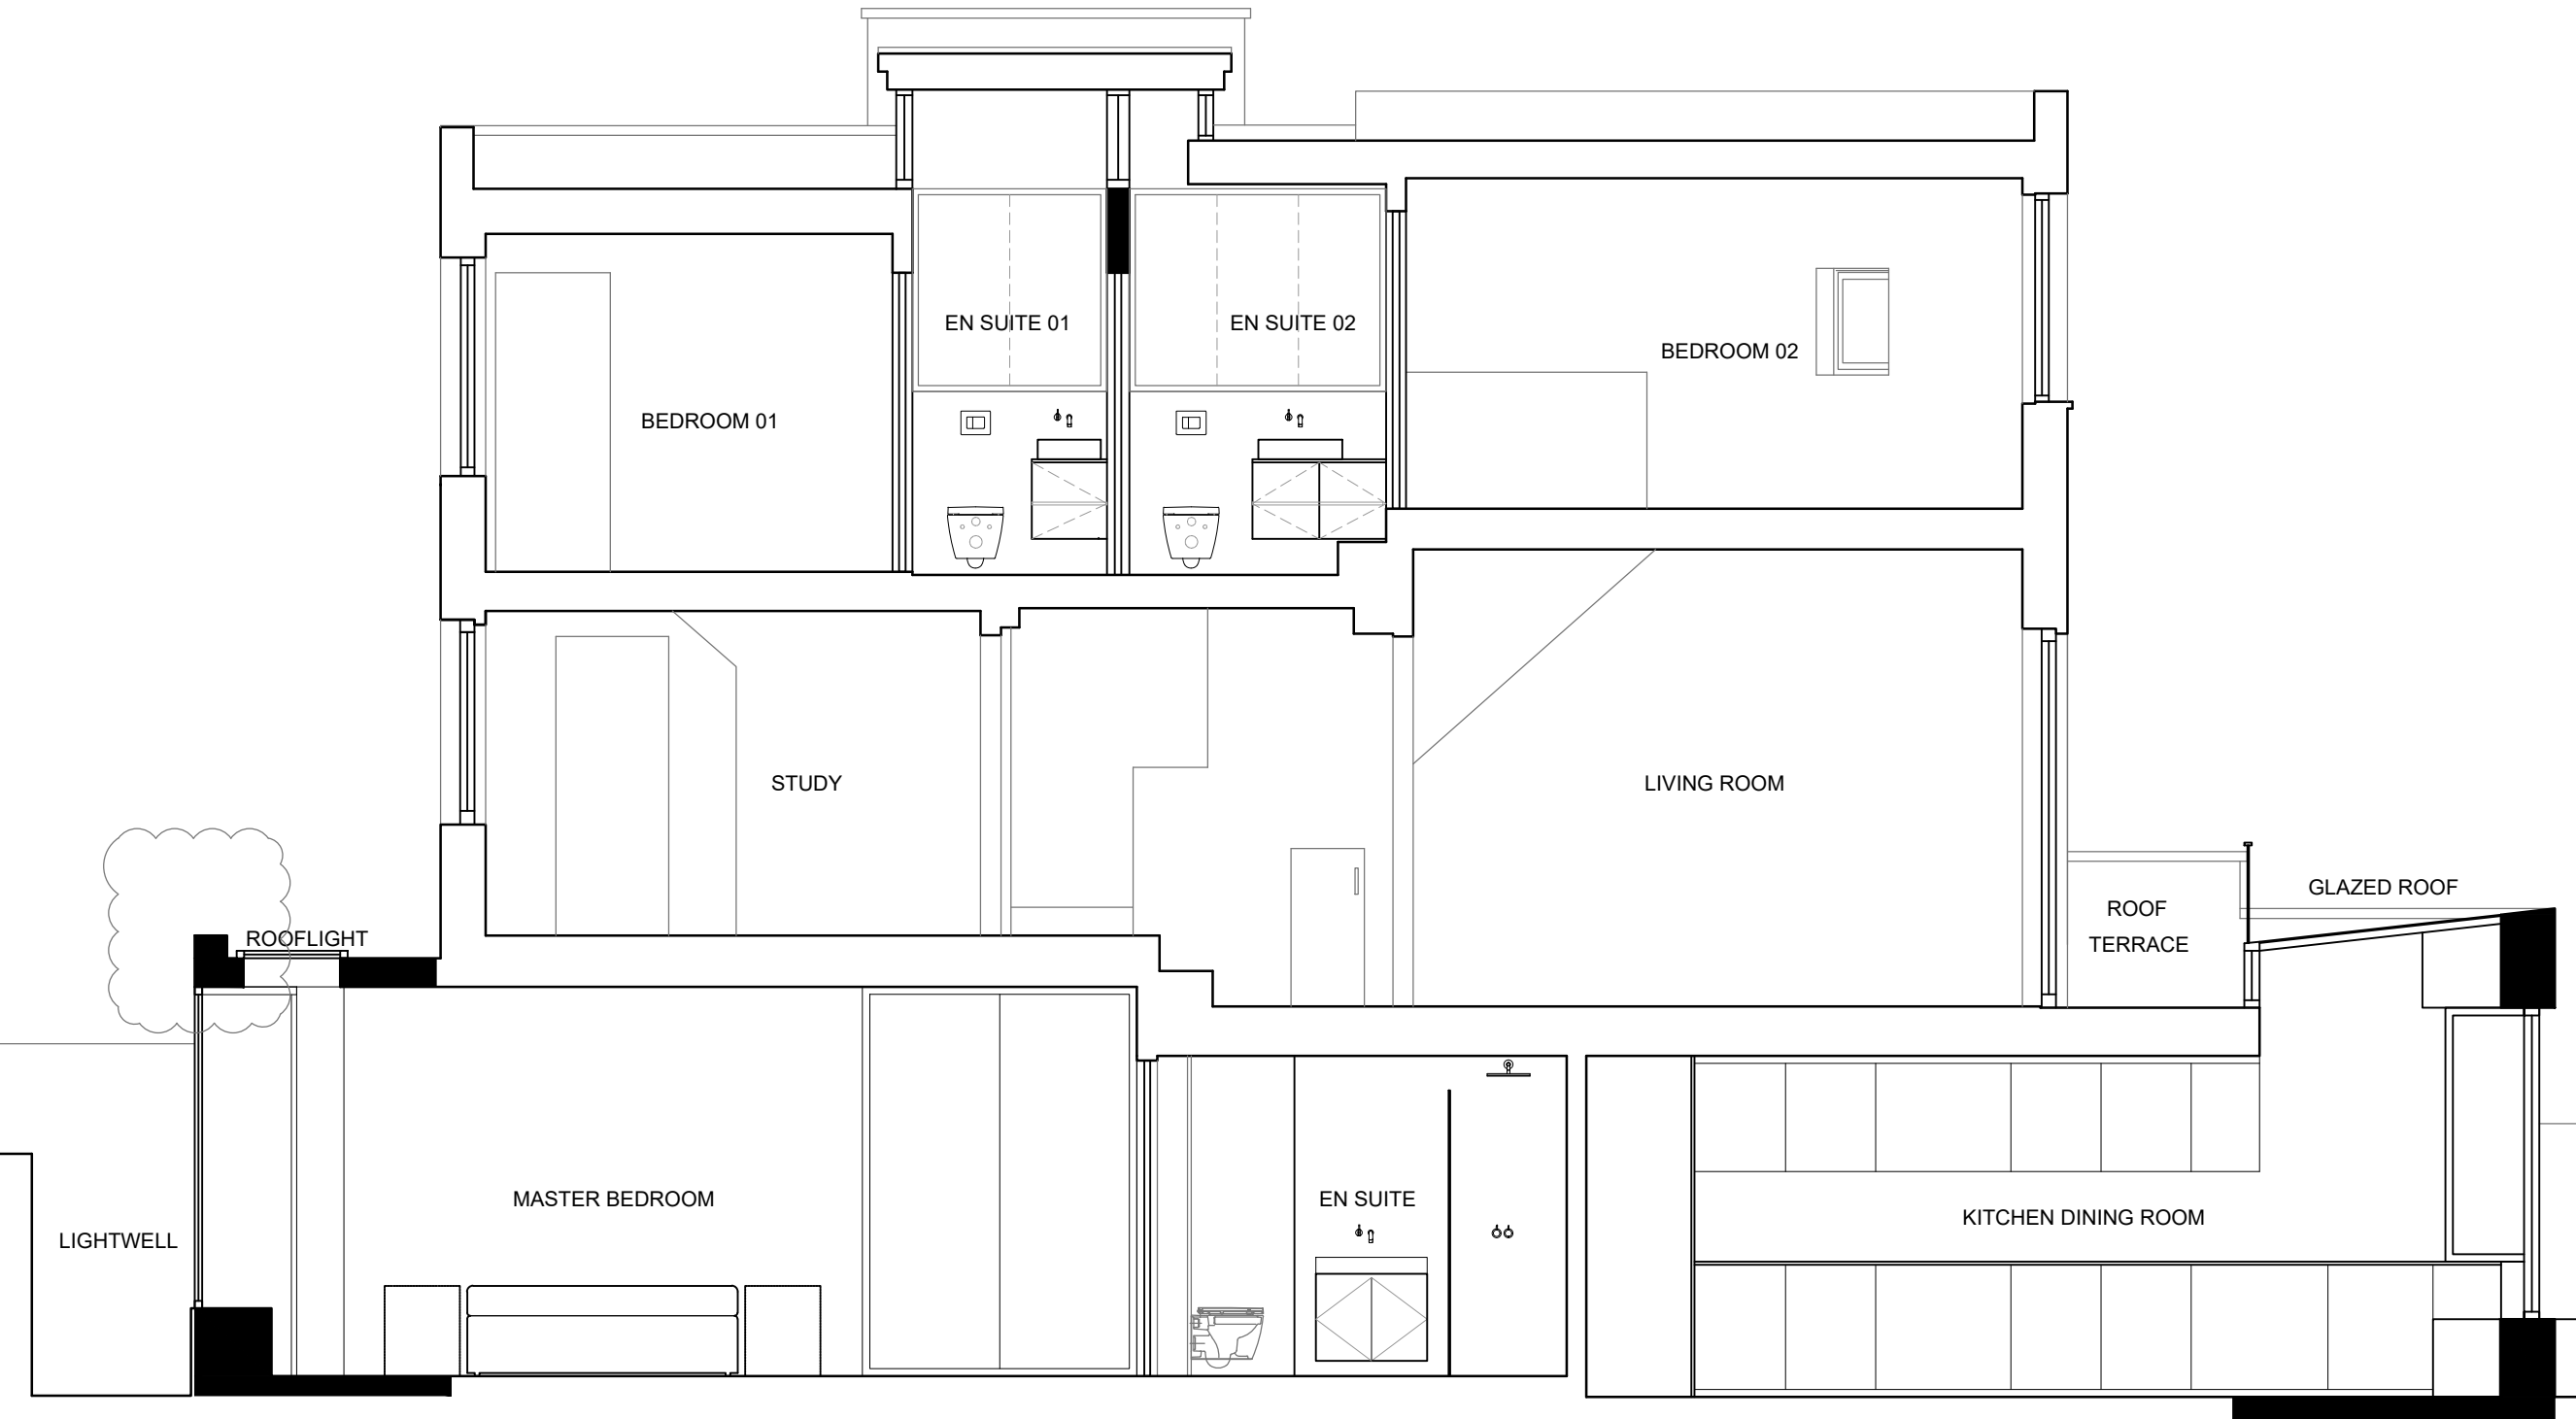 EN SUITE 01
EN SUITE 02
BEDROOM 02
BEDROOM 01
STUDY
LIVING ROOM
GLAZED ROOF
ROOF
TERRACE
ROOFLIGHT
MASTER BEDROOM
EN SUITE
KITCHEN DINING ROOM
LIGHTWELL